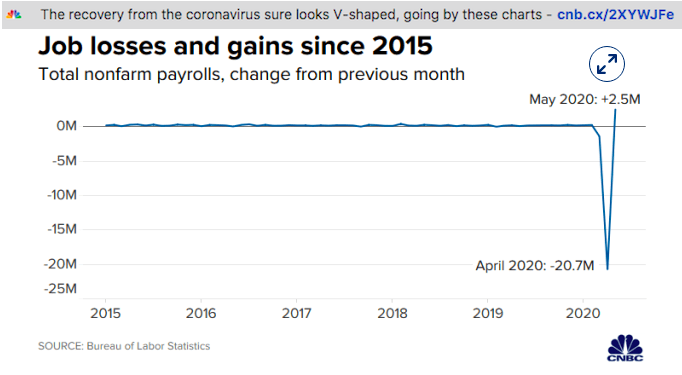 The recovery from the coronavirus sure looks V-shaped, going by these charts - cnb.cx/2XYWJFe
Job losses and gains since 2015
Total nonfarm payrolls, change from previous month
May 2020: +2.5M
0M
-5M
-10M
-15M
-20M
April 2020: -20.7M
-25M
2015 2016 2017 2018 2019 2020
SOURCE: Bureau of Labor Statistics
CNBC